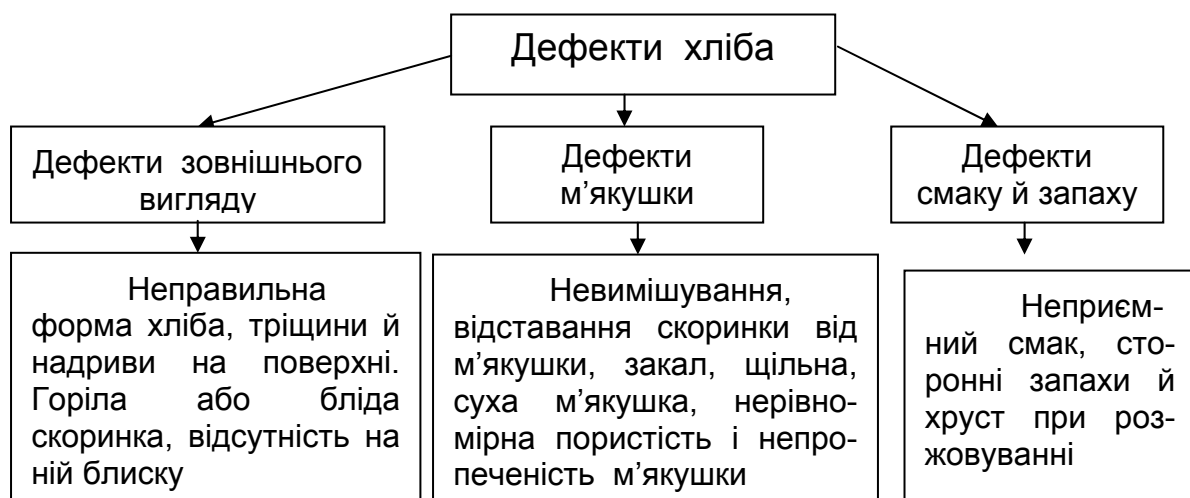 Дефекти хліба
Дефекти зовнішнього
вигляду
Дефекти
м’якушки
Дефекти
смаку й запаху
Неправильна
форма хліба, тріщини й
надриви на поверхні.
Горіла або бліда
скоринка, відсутність на
ній блиску
Невимішування,
відставання скоринки від
м’якушки, закал, щільна,
суха м’якушка, нерівно-
мірна пористість і непро-
печеність м’якушки
Неприєм-
ний смак, сто-
ронні запахи й
хруст при роз-
жовуванні